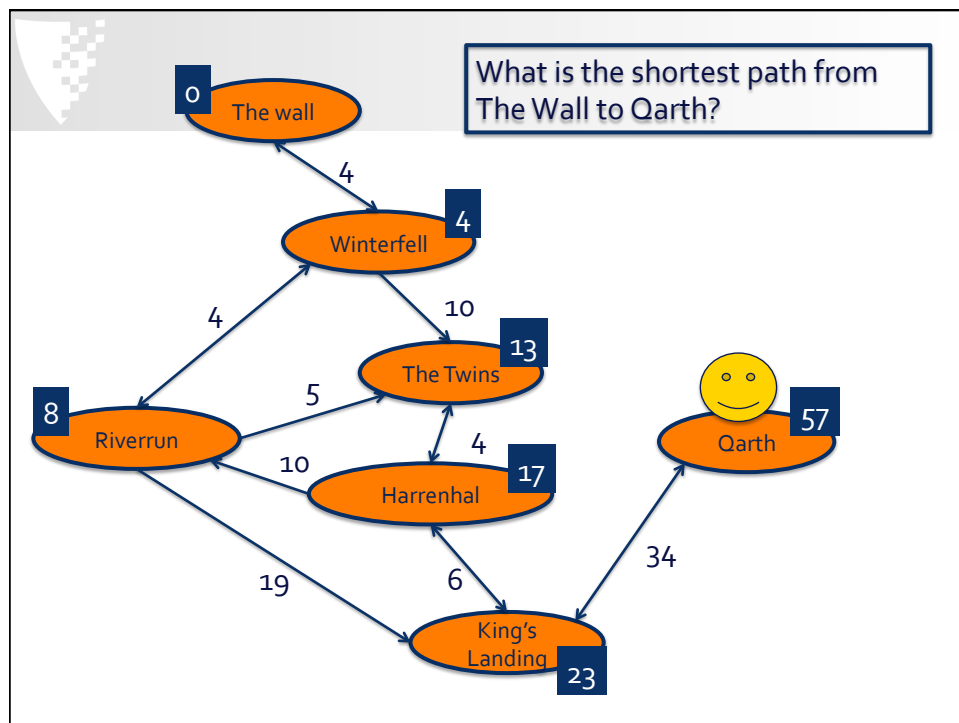 What is the shortest path from
The Wall to Qarth?
0
The wall
4
4
Winterfell
4
10
13
The Twins
5
8
Riverrun
57
Qarth
10
4
17
Harrenhal
34
19
6
King's
Landing
23